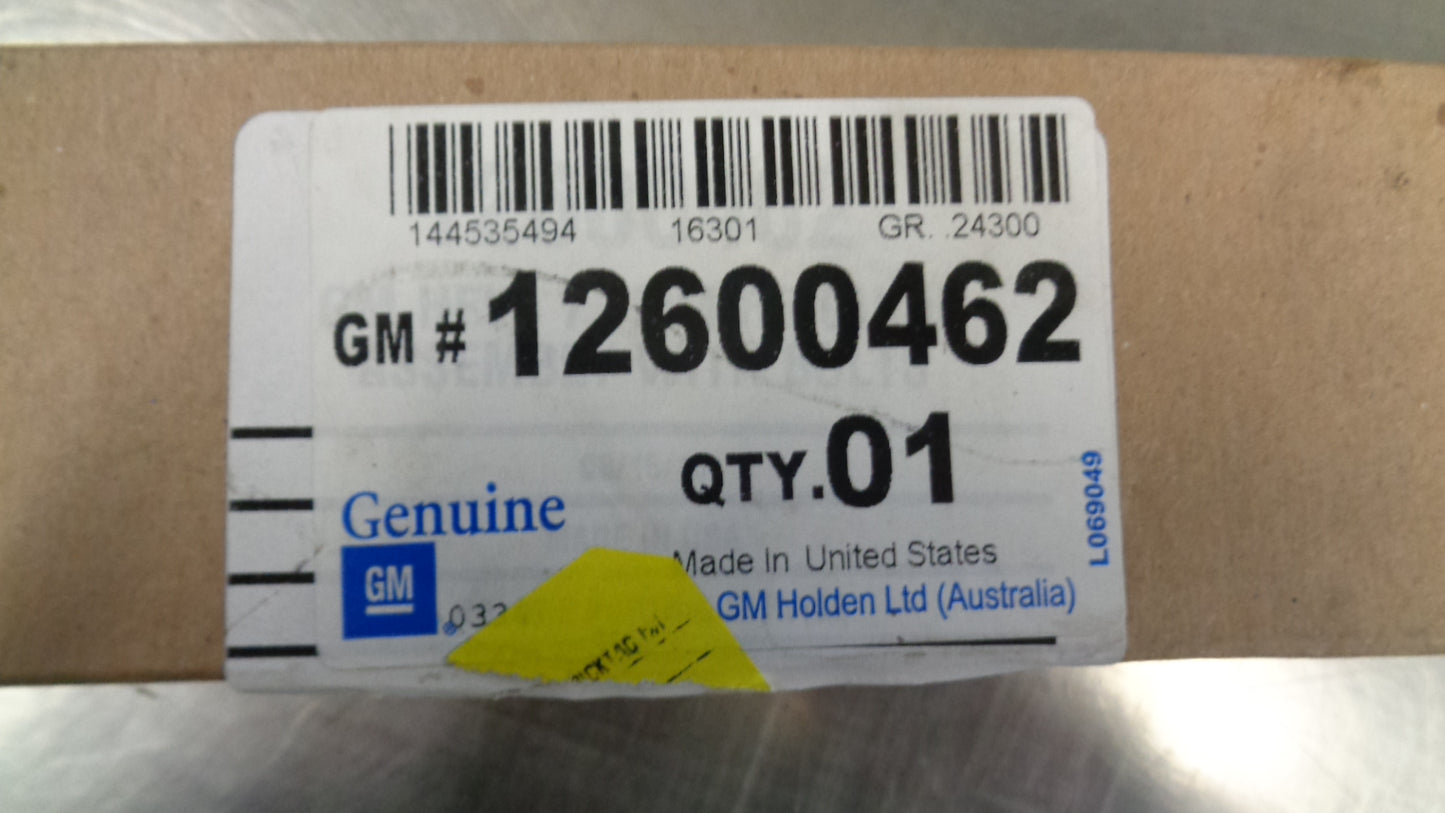 144535494 16301 GR. .24300
GM # 12600462
QTY.01
L069049
Genuine
GM
Made In United States
GM Holden Ltd (Australia)